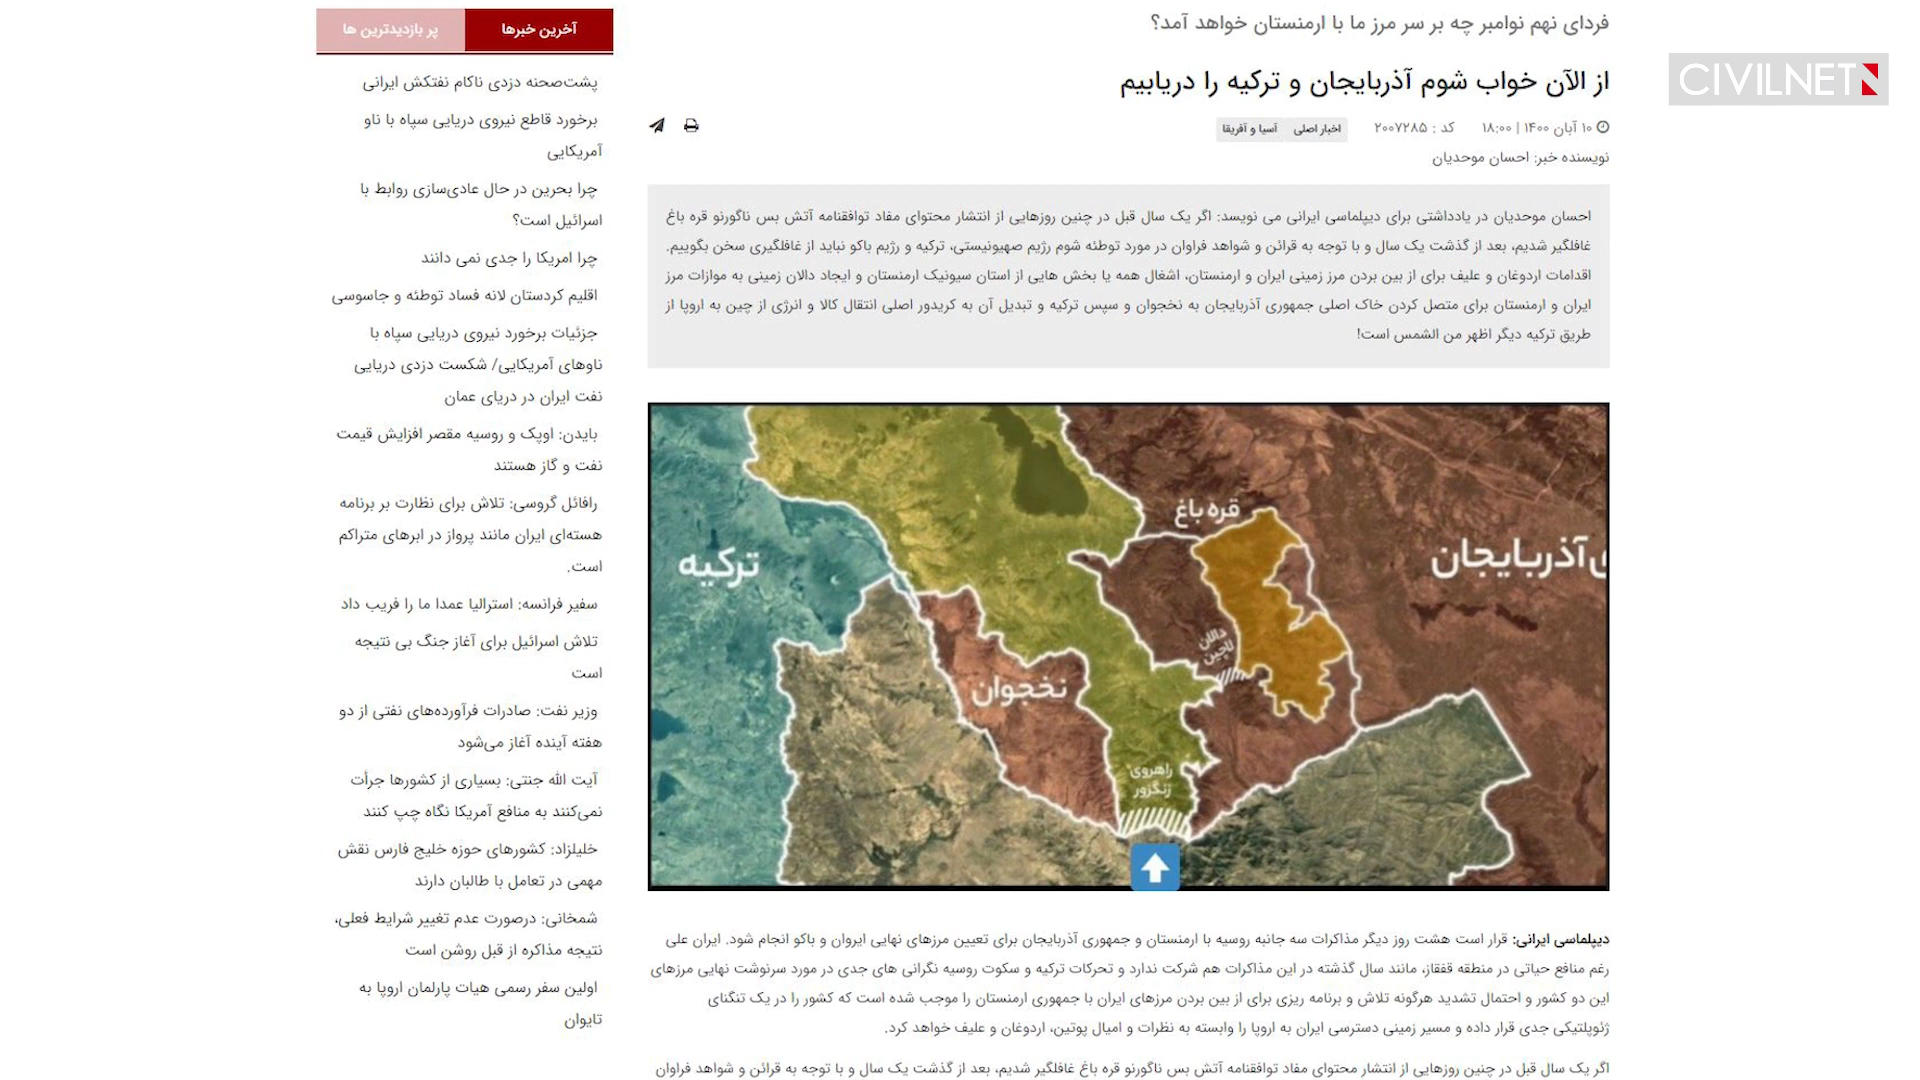 CIVILNET
فردای نهم نوامبر چه بر سر مرز ما با ارمنستان خواهد آمد؟
از الآن خواب شوم آذربایجان و ترکیه را دریابیم
۱۰ آبان ۱۴۰۰ | ۱۸:۰۰ کد : ۲۰۰۷۲۸۵ اخبار اصلی آسیا و آفریقا
نویسنده خبر: احسان موحدیان
احسان موحدیان در یادداشتی برای دیپلماسی ایرانی می نویسد: اگر یک سال قبل در چنین روزهایی از انتشار محتوای مفاد توافقنامه آتش بس ناگورنو قره باغ
غافلگیر شدیم، بعد از گذشت یک سال و با توجه به قرائن و شواهد فراوان در مورد توطئه شوم رژیم صهیونیستی، ترکیه و رژیم باکو نباید از غافلگیری سخن بگوییم.
اقدامات اردوغان و علیف برای از بین بردن مرز زمینی ایران و ارمنستان، اشغال همه یا بخش هایی از استان سیونیک ارمنستان و ایجاد دالان زمینی به موازات مرز
ایران و ارمنستان برای متصل کردن خاک اصلی جمهوری آذربایجان به نخجوان و سپس ترکیه و تبدیل آن به کریدور اصلی انتقال کالا و انرژی از چین به اروپا از
طریق ترکیه دیگر اظهر من الشمس است!
قره باغ
ی آذربایجان
ترکیه
دالان
لاچین
نخجوان
راهروی
زنگزور
دیپلماسی ایرانی: قرار است هشت روز دیگر مذاکرات سه جانبه روسیه با ارمنستان و جمهوری آذربایجان برای تعیین مرزهای نهایی ایروان و باکو انجام شود. ایران علی
رغم منافع حیاتی در منطقه قفقاز، مانند سال گذشته در این مذاکرات هم شرکت ندارد و تحرکات ترکیه و سکوت روسیه نگرانی های جدی در مورد سرنوشت نهایی مرزهای
این دو کشور و احتمال تشدید هرگونه تلاش و برنامه ریزی برای از بین بردن مرزهای ایران با جمهوری ارمنستان را موجب شده است که کشور را در یک تنگنای
ژئوپلتیکی جدی قرار داده و مسیر زمینی دسترسی ایران به اروپا را وابسته به نظرات و امیال پوتین، اردوغان و علیف خواهد کرد.
اگر یک سال قبل در چنین روزهایی از انتشار محتوای مفاد توافقنامه آتش بس ناگورنو قره باغ غافلگیر شدیم، بعد از گذشت یک سال و با توجه به قرائن و شواهد فراوان
آخرین خبرها پر بازدیدترین ها
پشت‌صحنه دزدی ناکام نفتکش ایرانی
برخورد قاطع نیروی دریایی سپاه با ناو
آمریکایی
چرا بحرین در حال عادی‌سازی روابط با
اسرائیل است؟
چرا امریکا را جدی نمی دانند
اقلیم کردستان لانه فساد توطئه و جاسوسی
جزئیات برخورد نیروی دریایی سپاه با
ناوهای آمریکایی/ شکست دزدی دریایی
نفت ایران در دریای عمان
بایدن: اوپک و روسیه مقصر افزایش قیمت
نفت و گاز هستند
رافائل گروسی: تلاش برای نظارت بر برنامه
هسته‌ای ایران مانند پرواز در ابرهای متراکم
است.
سفیر فرانسه: استرالیا عمدا ما را فریب داد
تلاش اسرائیل برای آغاز جنگ بی نتیجه
است
وزیر نفت: صادرات فرآورده‌های نفتی از دو
هفته آینده آغاز می‌شود
آیت الله جنتی: بسیاری از کشورها جرأت
نمی‌کنند به منافع آمریکا نگاه چپ کنند
خلیلزاد: کشورهای حوزه خلیج فارس نقش
مهمی در تعامل با طالبان دارند
شمخانی: درصورت عدم تغییر شرایط فعلی،
نتیجه مذاکره از قبل روشن است
اولین سفر رسمی هیات پارلمان اروپا به
تایوان